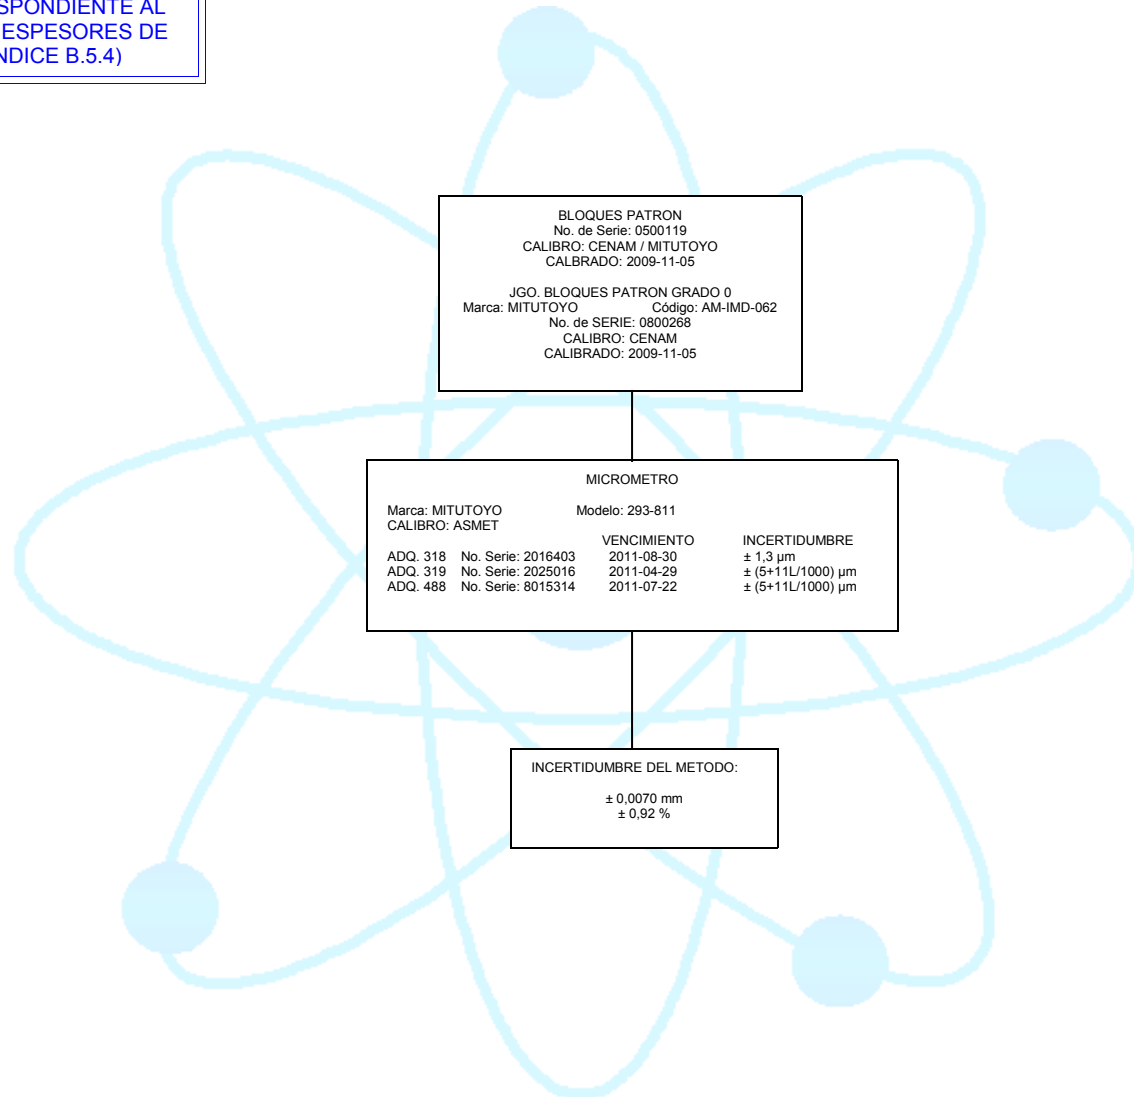 SPONDIENTE AL
ESPESORES DE
NDICE B.5.4)
BLOQUES PATRON
No. de Serie: 0500119
CALIBRO: CENAM / MITUTOYO
CALBRADO: 2009-11-05
JGO. BLOQUES PATRON GRADO 0
Marca: MITUTOYO Código: AM-IMD-062
No. de SERIE: 0800268
CALIBRO: CENAM
CALIBRADO: 2009-11-05
MICROMETRO
Marca: MITUTOYO Modelo: 293-811
CALIBRO: ASMET
VENCIMIENTO INCERTIDUMBRE
ADQ. 318 No. Serie: 2016403 2011-08-30 ± 1,3 µm
ADQ. 319 No. Serie: 2025016 2011-04-29 ± (5+11L/1000) µm
ADQ. 488 No. Serie: 8015314 2011-07-22 ± (5+11L/1000) µm
INCERTIDUMBRE DEL METODO:
± 0,0070 mm
± 0,92 %